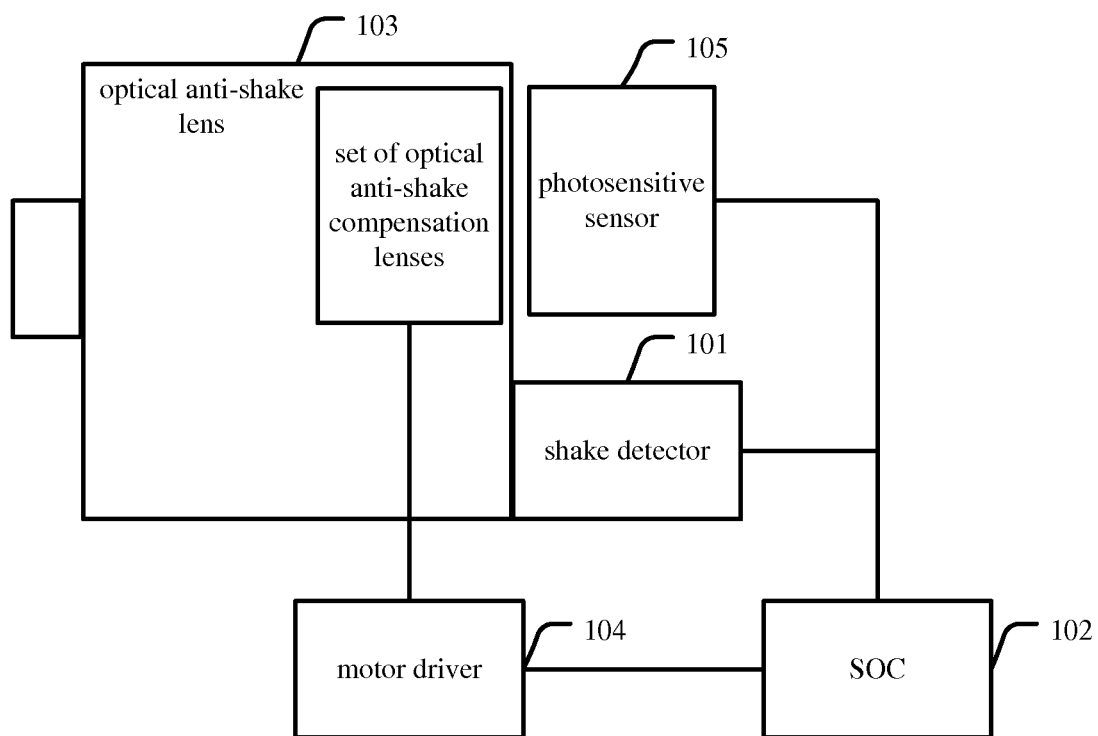 103
105
optical anti-shake
lens
set of optical
anti-shake
compensation
lenses
photosensitive
sensor
101
shake detector
104
motor driver
102
SOC